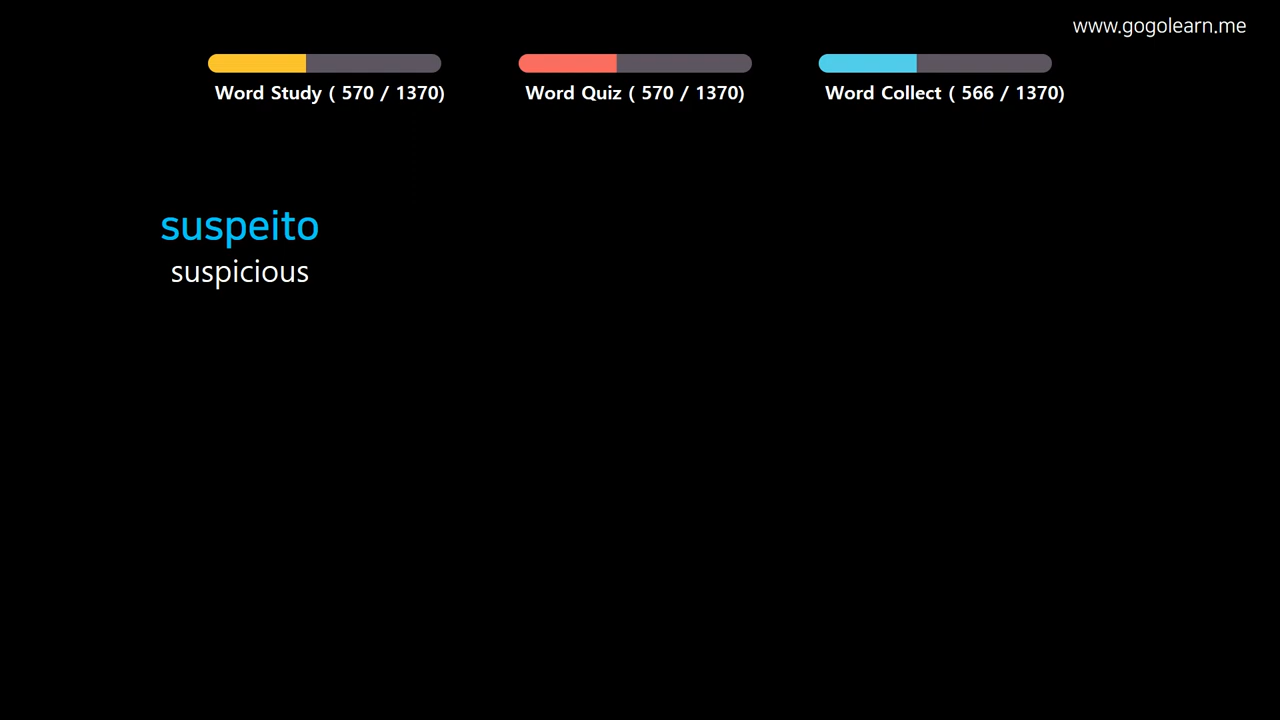 www.gogolearn.me
Word Study ( 570 / 1370)
Word Quiz ( 570 / 1370)
Word Collect ( 566 / 1370)
suspeito
suspicious